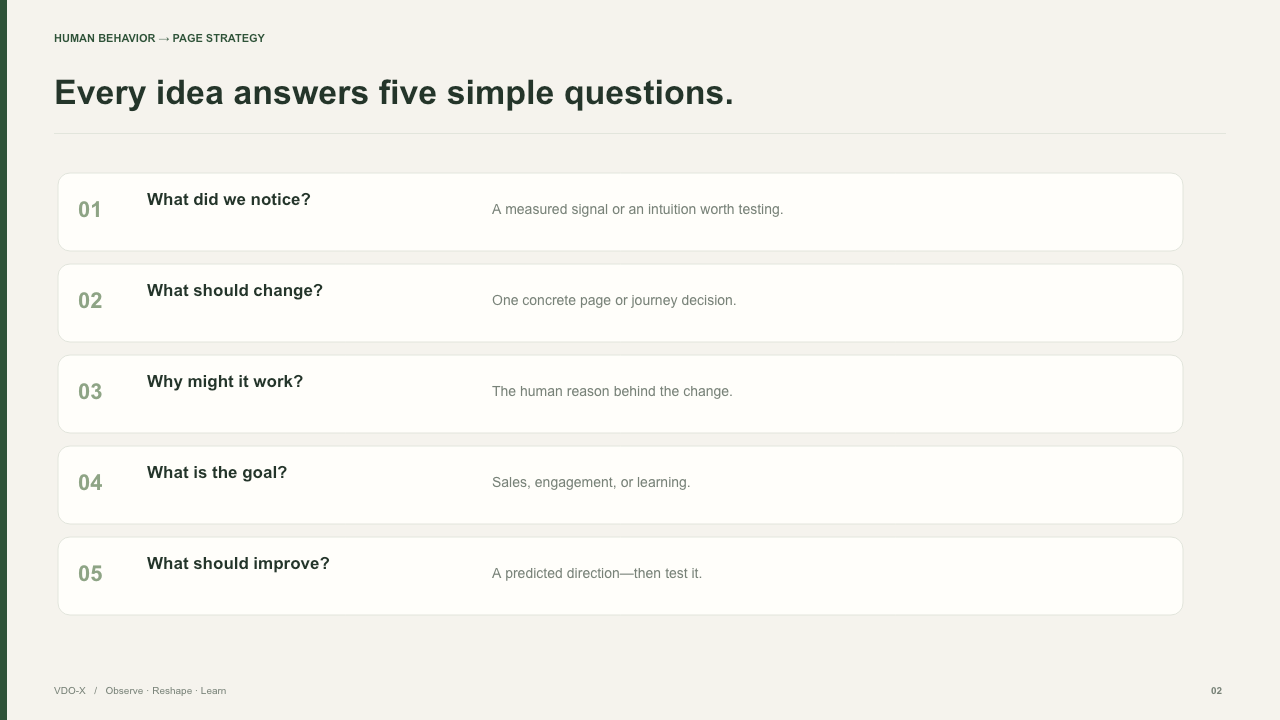 HUMAN BEHAVIOR → PAGE STRATEGY
Every idea answers five simple questions.
01 What did we notice? A measured signal or an intuition worth testing.
02 What should change? One concrete page or journey decision.
03 Why might it work? The human reason behind the change.
04 What is the goal? Sales, engagement, or learning.
05 What should improve? A predicted direction—then test it.
VDO-X / Observe · Reshape · Learn 02